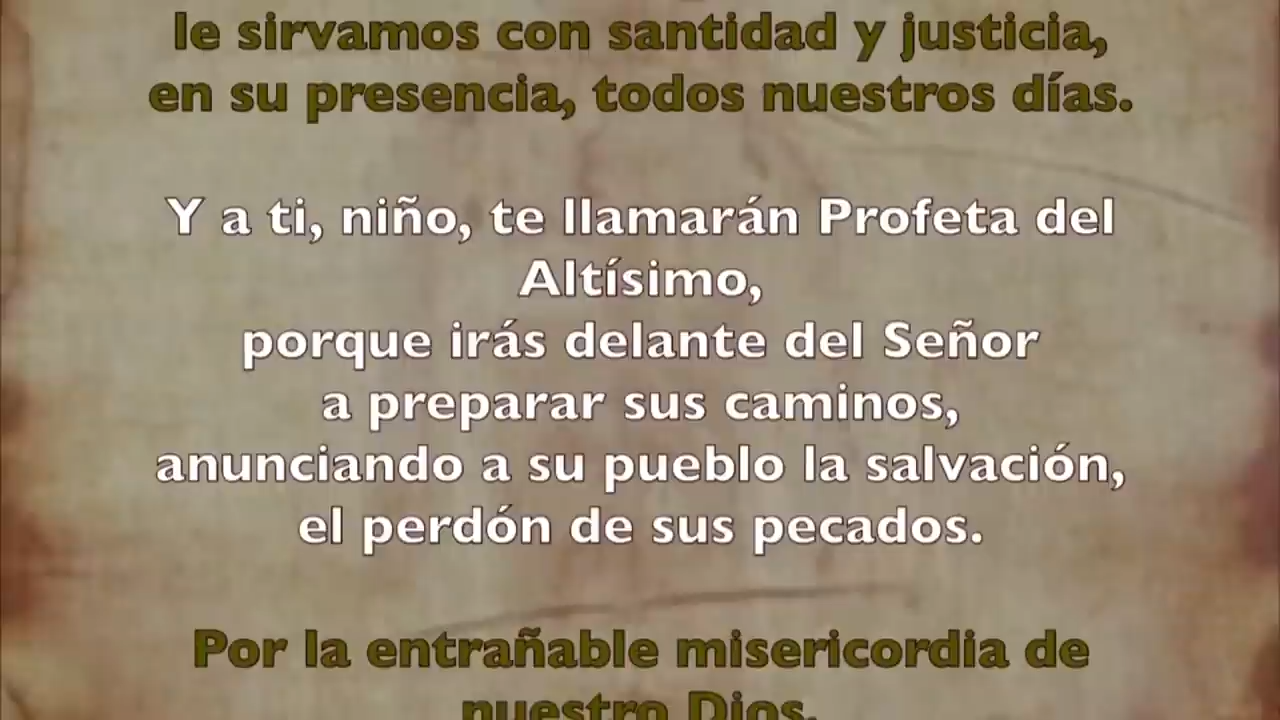 le sirvamos con santidad y justicia,
en su presencia, todos nuestros días.
Y a ti, niño, te llamarán Profeta del
Altísimo,
porque irás delante del Señor
a preparar sus caminos,
anunciando a su pueblo la salvación,
el perdón de sus pecados.
Por la entrañable misericordia de
nuestro Dios,